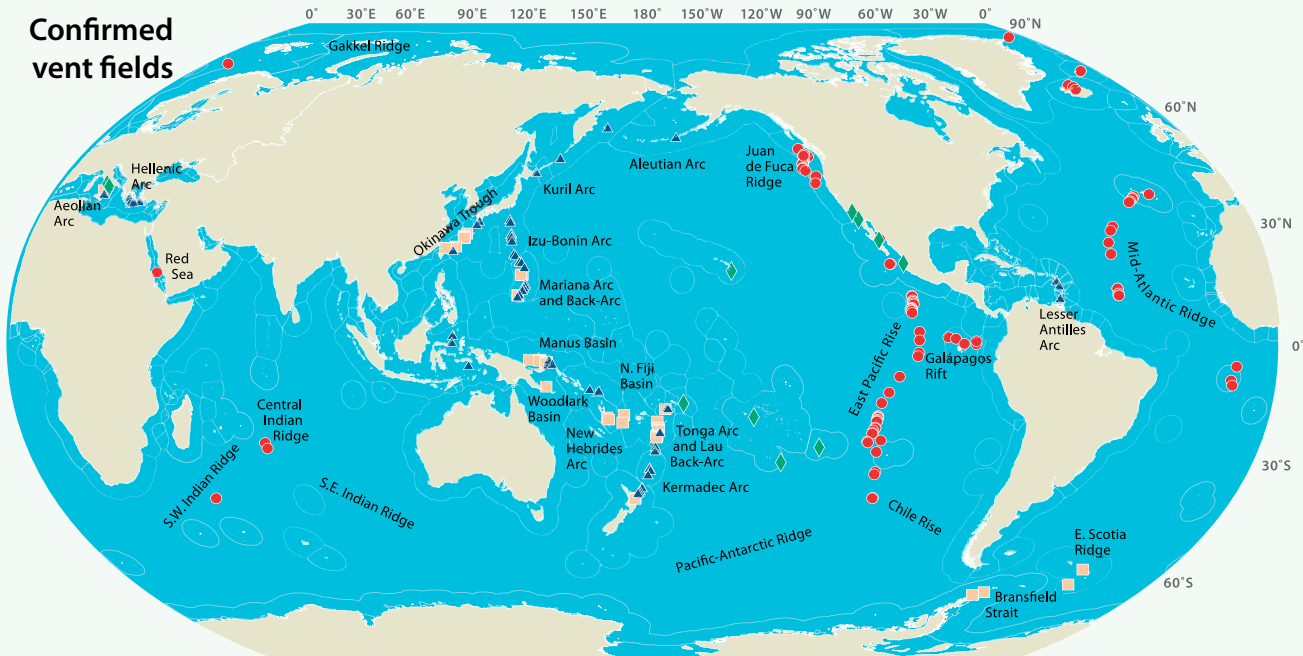 Confirmed
vent fields
0°
30°E
60°E
90°E
120°E
150°E
180°
150°W
120°W
90°W
60°W
30°W
0°
90°N
60°N
30°N
0°
30°S
60°S
Gakkel Ridge
Hellenic
Arc
Aeolian
Arc
Red
Sea
Okinawa Trough
Kuril Arc
Aleutian Arc
Izu-Bonin Arc
Mariana Arc
and Back-Arc
Manus Basin
Woodlark
Basin
N. Fiji
Basin
New
Hebrides
Arc
Tonga Arc
and Lau
Back-Arc
Kermadec Arc
Central
Indian
Ridge
S.W. Indian Ridge
S.E. Indian Ridge
Pacific-Antarctic Ridge
Juan
de Fuca
Ridge
East Pacific Rise
Galápagos
Rift
Chile Rise
Lesser
Antilles
Arc
Mid-Atlantic Ridge
E. Scotia
Ridge
Bransfield
Strait